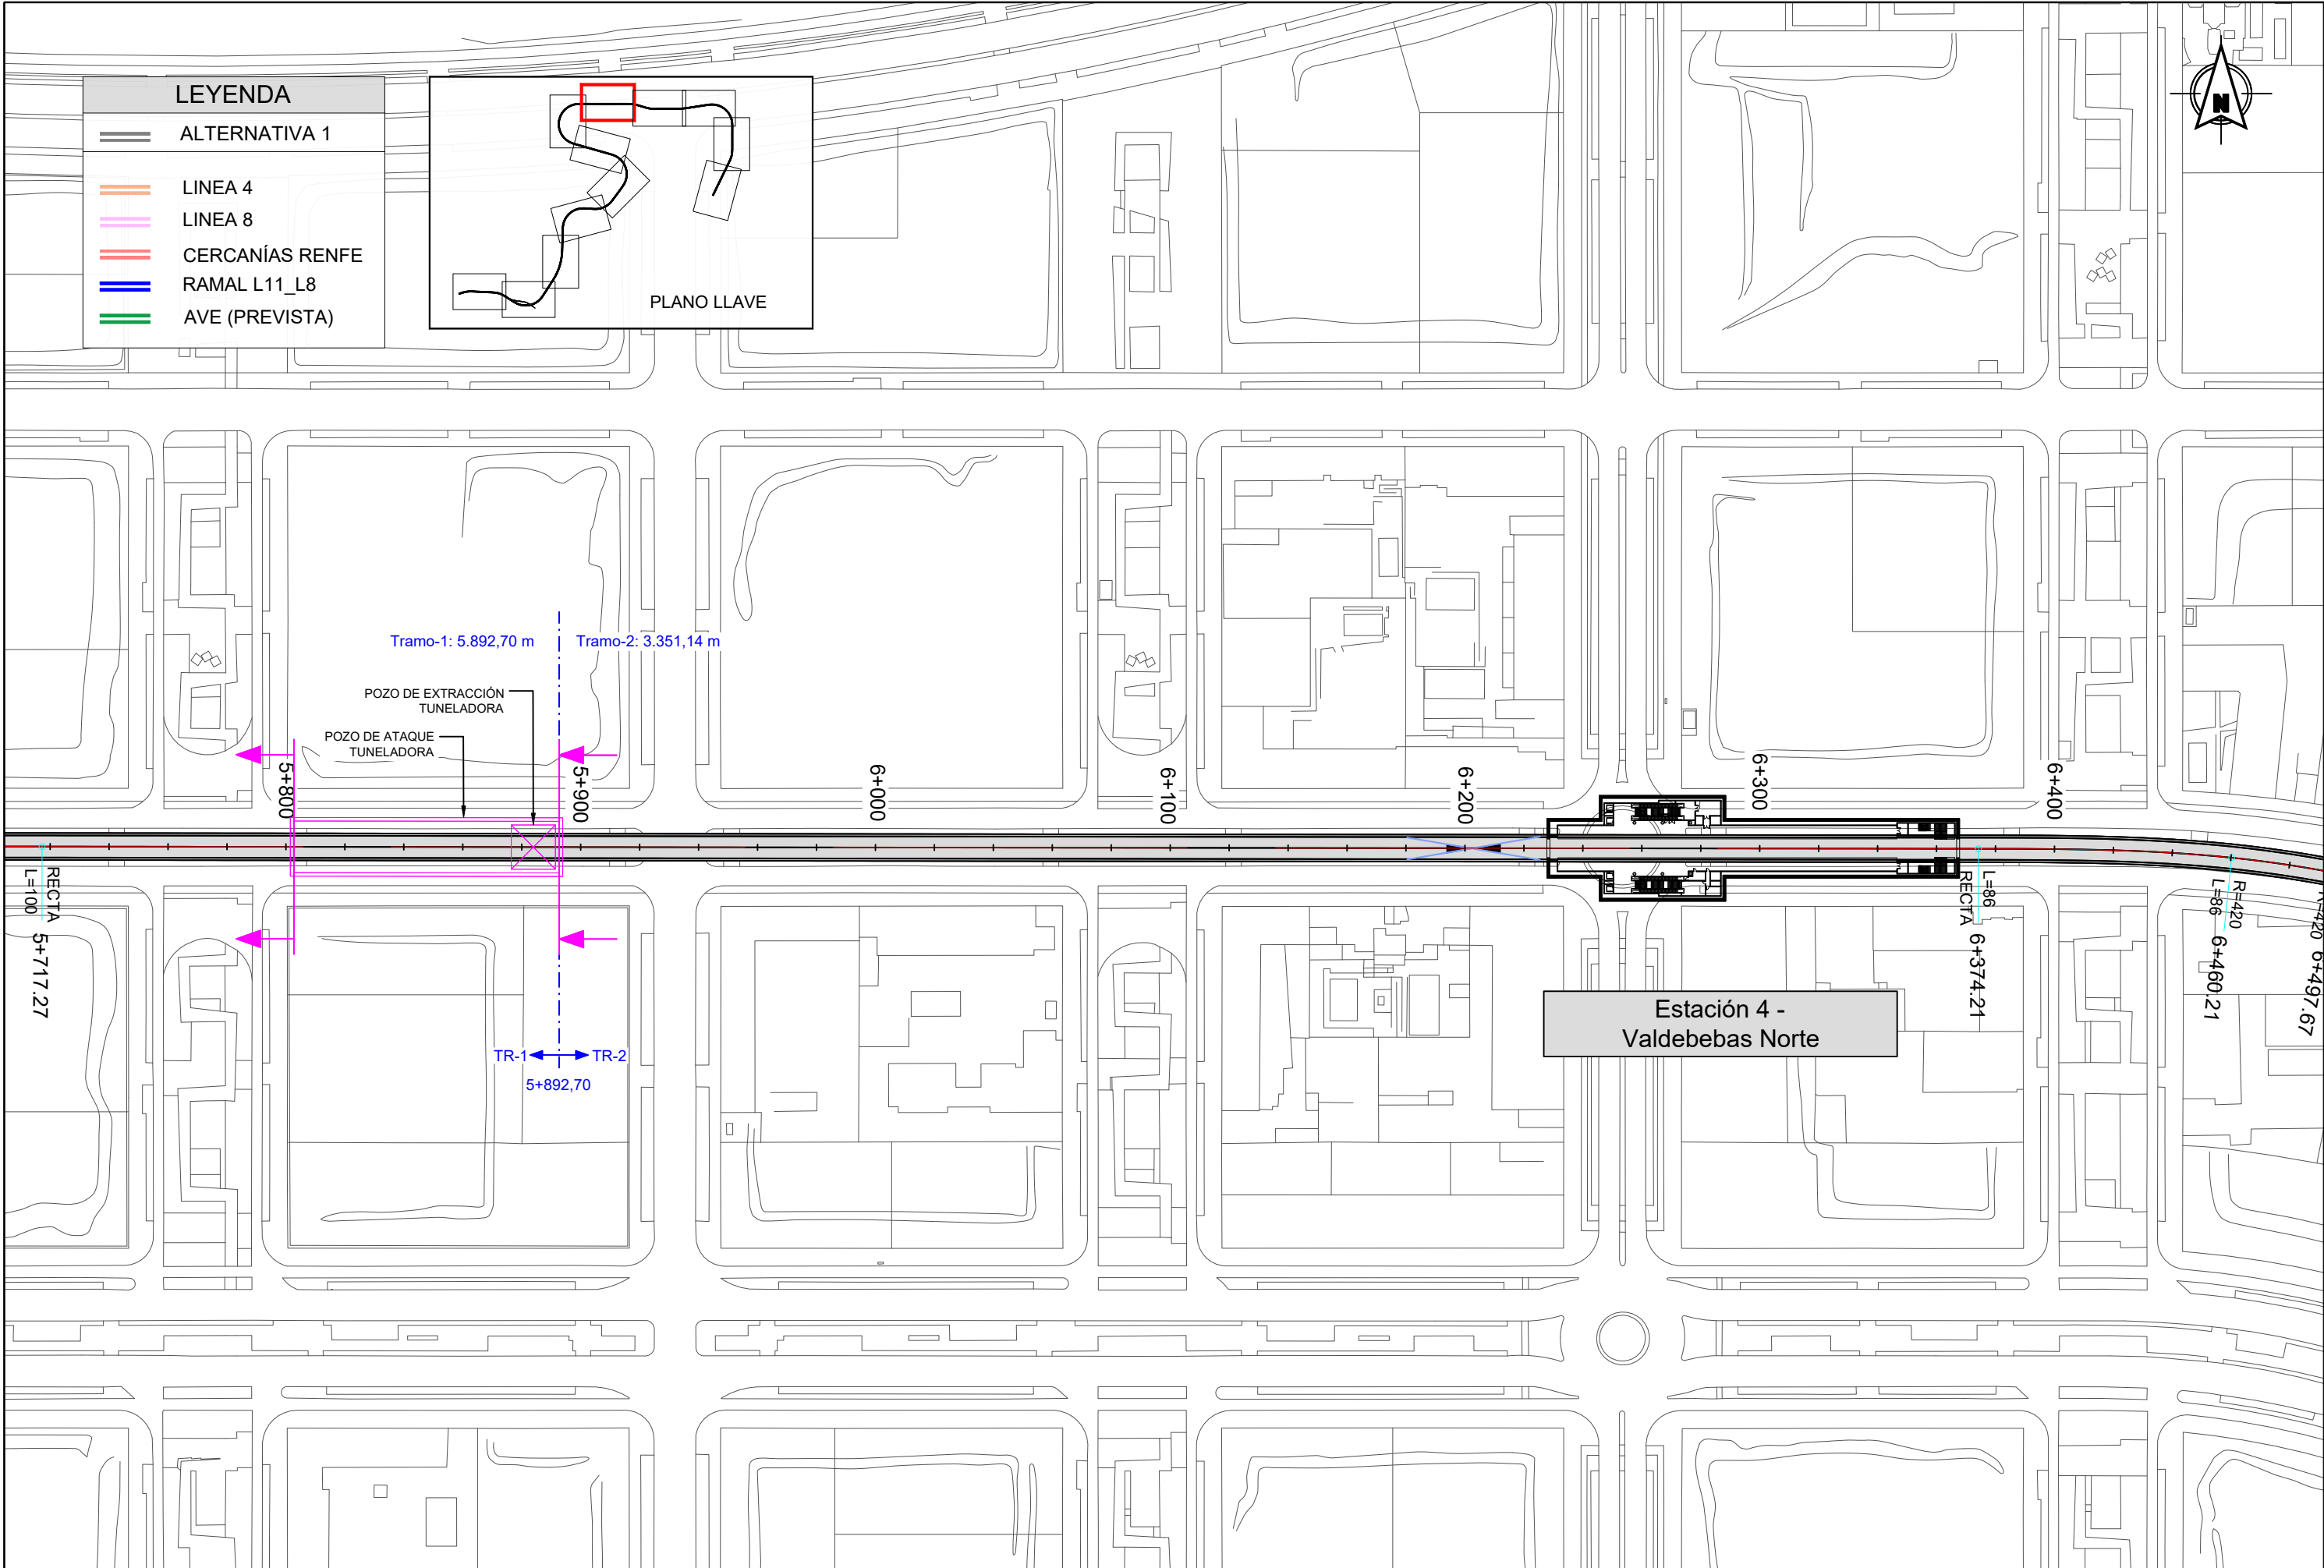 LEYENDA
ALTERNATIVA 1
LINEA 4
LINEA 8
CERCANÍAS RENFE
RAMAL L11_L8
AVE (PREVISTA)
PLANO LLAVE
N
Tramo-1: 5.892,70 m
Tramo-2: 3.351,14 m
POZO DE EXTRACCIÓN
TUNELADORA
POZO DE ATAQUE
TUNELADORA
5+800
5+900
6+000
6+100
6+200
6+300
6+400
RECTA
L=100
5+717.27
L=86
RECTA
6+374.21
R=420
L=86
6+460.21
R=420
6+497.67
Estación 4 -
Valdebebas Norte
TR-1
TR-2
5+892,70